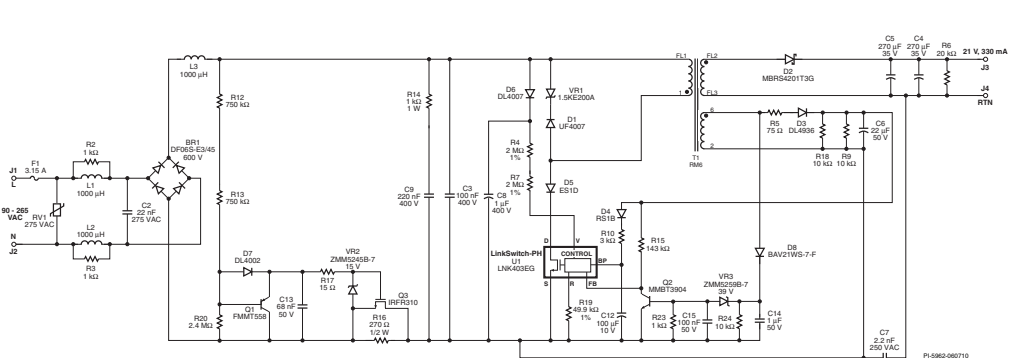 J1
L
F1
3.15 A
90 - 265
VAC
RV1
275 VAC
N
J2
R2
1 kΩ
L1
1000 µH
L2
1000 µH
R3
1 kΩ
C2
22 nF
275 VAC
BR1
DF06S-E3/45
600 V
L3
1000 µH
R12
750 kΩ
R13
750 kΩ
D7
DL4002
Q1
FMMT558
R20
2.4 MΩ
C13
68 nF
50 V
R17
15 Ω
VR2
ZMM5245B-7
15 V
Q3
IRFR310
R16
270 Ω
1/2 W
R14
1 kΩ
1 W
C9
220 nF
400 V
C3
100 nF
400 V
C8
1 µF
400 V
D6
DL4007
VR1
1.5KE200A
D1
UF4007
R4
2 MΩ
1%
R7
2 MΩ
1%
D5
ES1D
D4
RS1B
R10
3 kΩ
R15
143 kΩ
LinkSwitch-PH
U1
LNK403EG
D
V
CONTROL
BP
S
R
FB
R19
49.9 kΩ
1%
C12
100 µF
10 V
Q2
MMBT3904
R23
1 kΩ
C15
100 nF
50 V
VR3
ZMM5259B-7
39 V
R24
10 kΩ
C14
1 µF
50 V
D8
BAV21WS-7-F
FL1
FL2
1
FL3
6
2
T1
RM6
D2
MBRS4201T3G
R5
75 Ω
D3
DL4936
R18
10 kΩ
R9
10 kΩ
C6
22 µF
50 V
C5
270 µF
35 V
C4
270 µF
35 V
R6
20 kΩ
21 V, 330 mA
J3
J4
RTN
C7
2.2 nF
250 VAC
PI-5962-060710